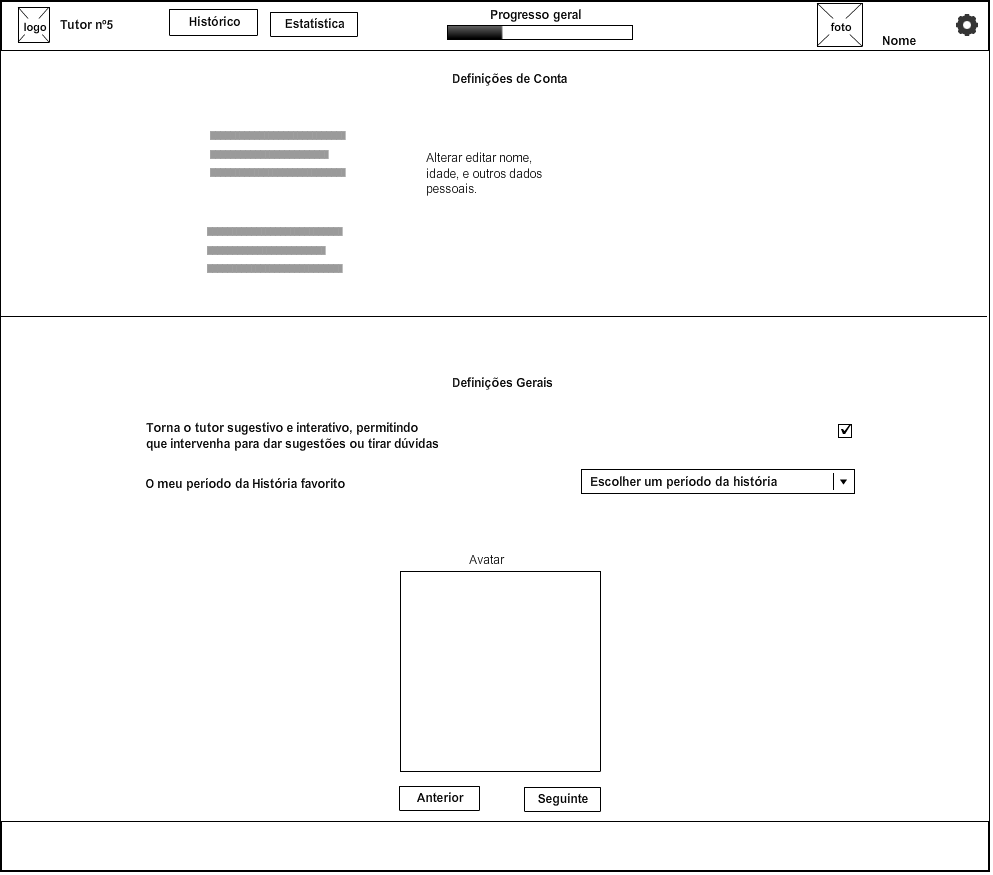 logo
Tutor nº5
Histórico
Estatística
Progresso geral
foto
Nome
Definições de Conta
Alterar editar nome,
idade, e outros dados
pessoais.
Definições Gerais
Torna o tutor sugestivo e interativo, permitindo
que intervenha para dar sugestões ou tirar dúvidas
O meu período da História favorito
Escolher um período da história
Avatar
Anterior
Seguinte